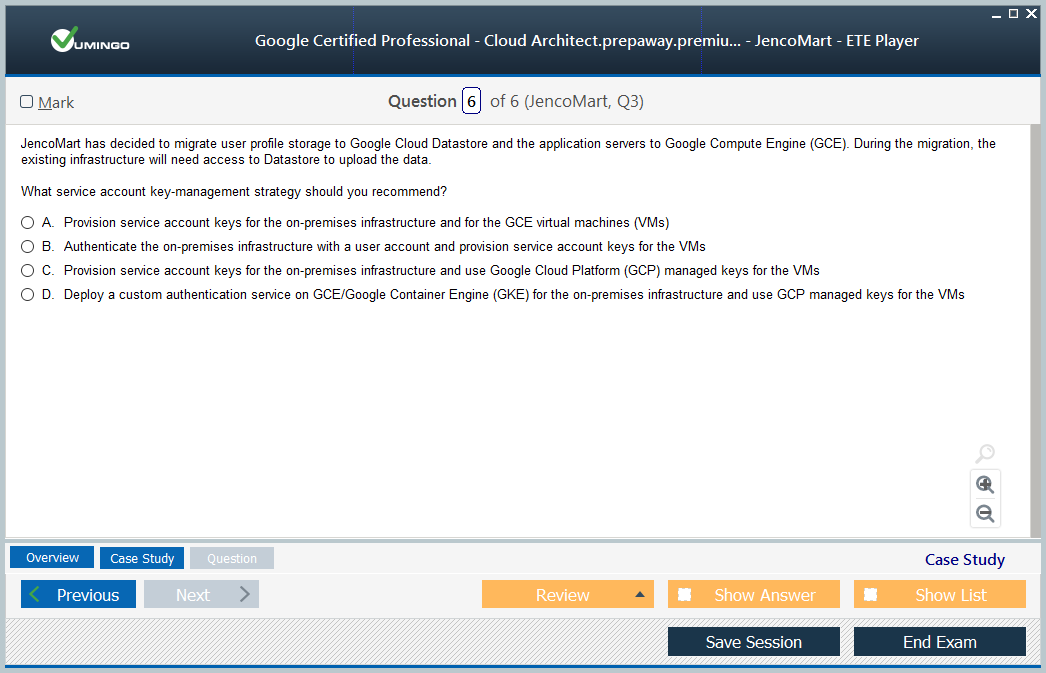 VUMINGO
Google Certified Professional - Cloud Architect.prepaway.premiu... - JencoMart - ETE Player
Mark
Question 6 of 6 (JencoMart, Q3)
JencoMart has decided to migrate user profile storage to Google Cloud Datastore and the application servers to Google Compute Engine (GCE). During the migration, the
existing infrastructure will need access to Datastore to upload the data.
What service account key-management strategy should you recommend?
A. Provision service account keys for the on-premises infrastructure and for the GCE virtual machines (VMs)
B. Authenticate the on-premises infrastructure with a user account and provision service account keys for the VMs
C. Provision service account keys for the on-premises infrastructure and use Google Cloud Platform (GCP) managed keys for the VMs
D. Deploy a custom authentication service on GCE/Google Container Engine (GKE) for the on-premises infrastructure and use GCP managed keys for the VMs
Overview Case Study Question Case Study
Previous Next Review Show Answer Show List
Save Session End Exam